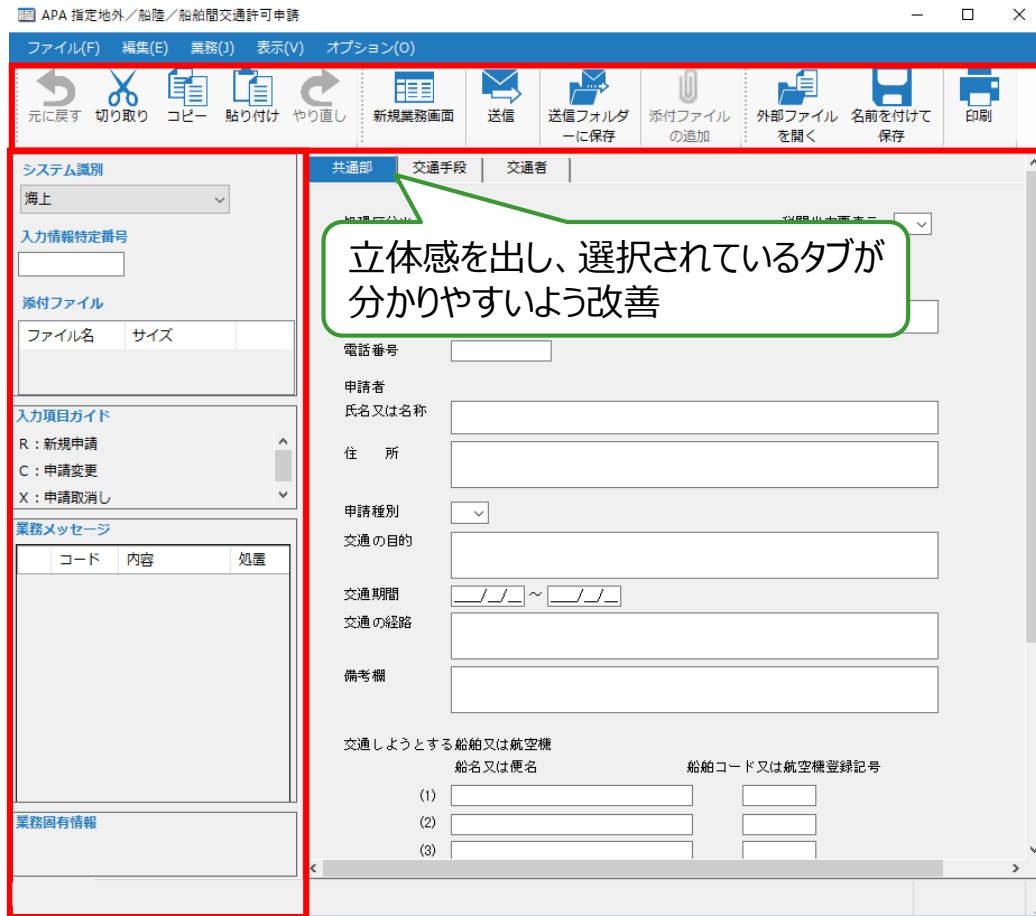 APA 指定地外／船陸／船舶間交通許可申請
ファイル(F) 編集(E) 業務(J) 表示(V) オプション(O)
元に戻す 切り取り コピー 貼り付け やり直し 新規業務画面 送信 送信フォルダ
ーに保存 添付ファイル
の追加 外部ファイル
を開く 名前を付けて
保存 印刷
システム識別
海上
入力情報特定番号
添付ファイル
ファイル名 サイズ
入力項目ガイド
R：新規申請
C：申請変更
X：申請取消し
業務メッセージ
コード 内容 処置
業務固有情報
共通部 交通手段 交通者
立体感を出し、選択されているタブが
分かりやすいよう改善
電話番号
申請者
氏名又は名称
住 所
申請種別
交通の目的
交通期間 ___/__/__ ～ ___/__/__
交通の経路
備考欄
交通しようとする船舶又は航空機
船名又は便名 船舶コード又は航空機登録記号
(1)
(2)
(3)